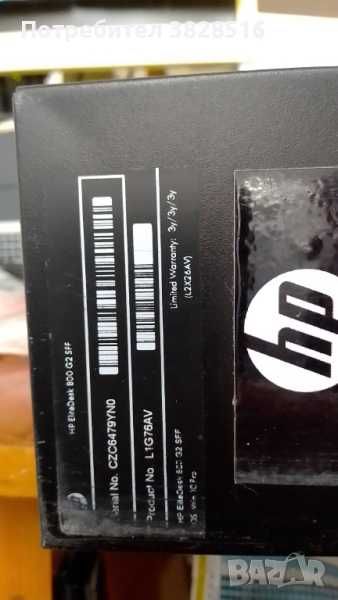 Потребител 3828516
HP EliteDesk 800 G2 SFF
Serial No. CZC6479YN0
Product No. L1G76AV
HP EliteDesk 800 G2 SFF
Limited Warranty: 3y/3y/3y
OS Win 10 Pro
(L2X26AV)
hp
BAZAR